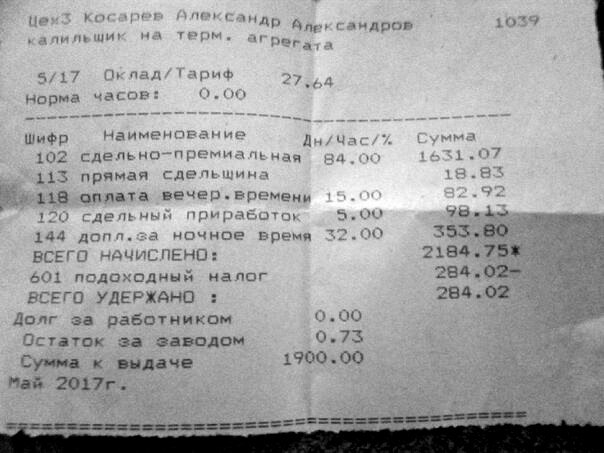 Цех3 Косарев Александр Александров 1039
калильщик на терм. агрегата
5/17 Оклад/Тариф 27.64
Норма часов: 0.00
Шифр Наименование Дн/Час/% Сумма
102 сдельно-премиальная 84.00 1631.07
113 прямая сдельщина 18.83
118 оплата вечер.времени 15.00 82.92
120 сдельный приработок 5.00 98.13
144 допл.за ночное время 32.00 353.80
ВСЕГО НАЧИСЛЕНО: 2184.75*
601 подоходный налог 284.02-
ВСЕГО УДЕРЖАНО : 284.02
Долг за работником 0.00
Остаток за заводом 0.73
Сумма к выдаче 1900.00
Май 2017г.